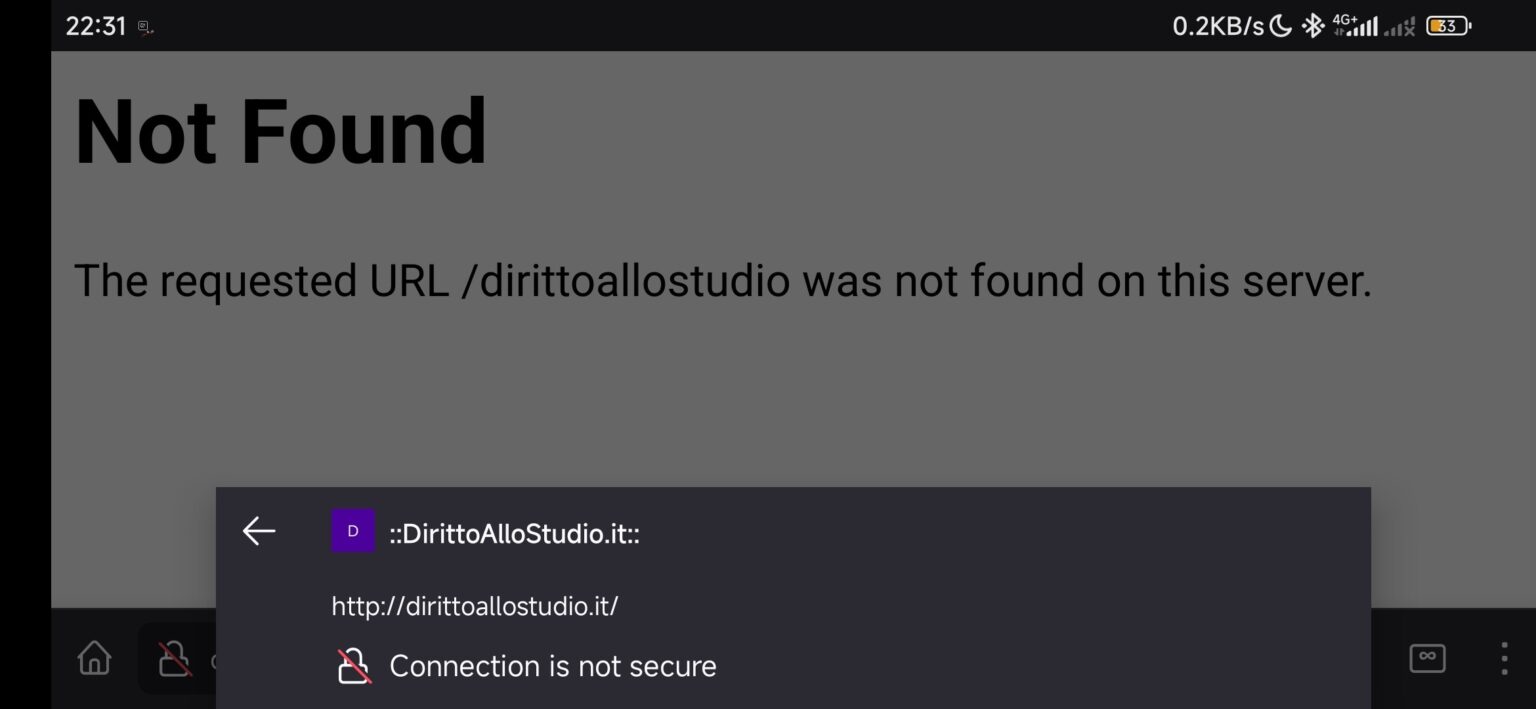 22:31
0.2KB/s 4G+ 33
Not Found
The requested URL /dirittoallostudio was not found on this server.
D ::DirittoAlloStudio.it::
http://dirittoallostudio.it/
Connection is not secure